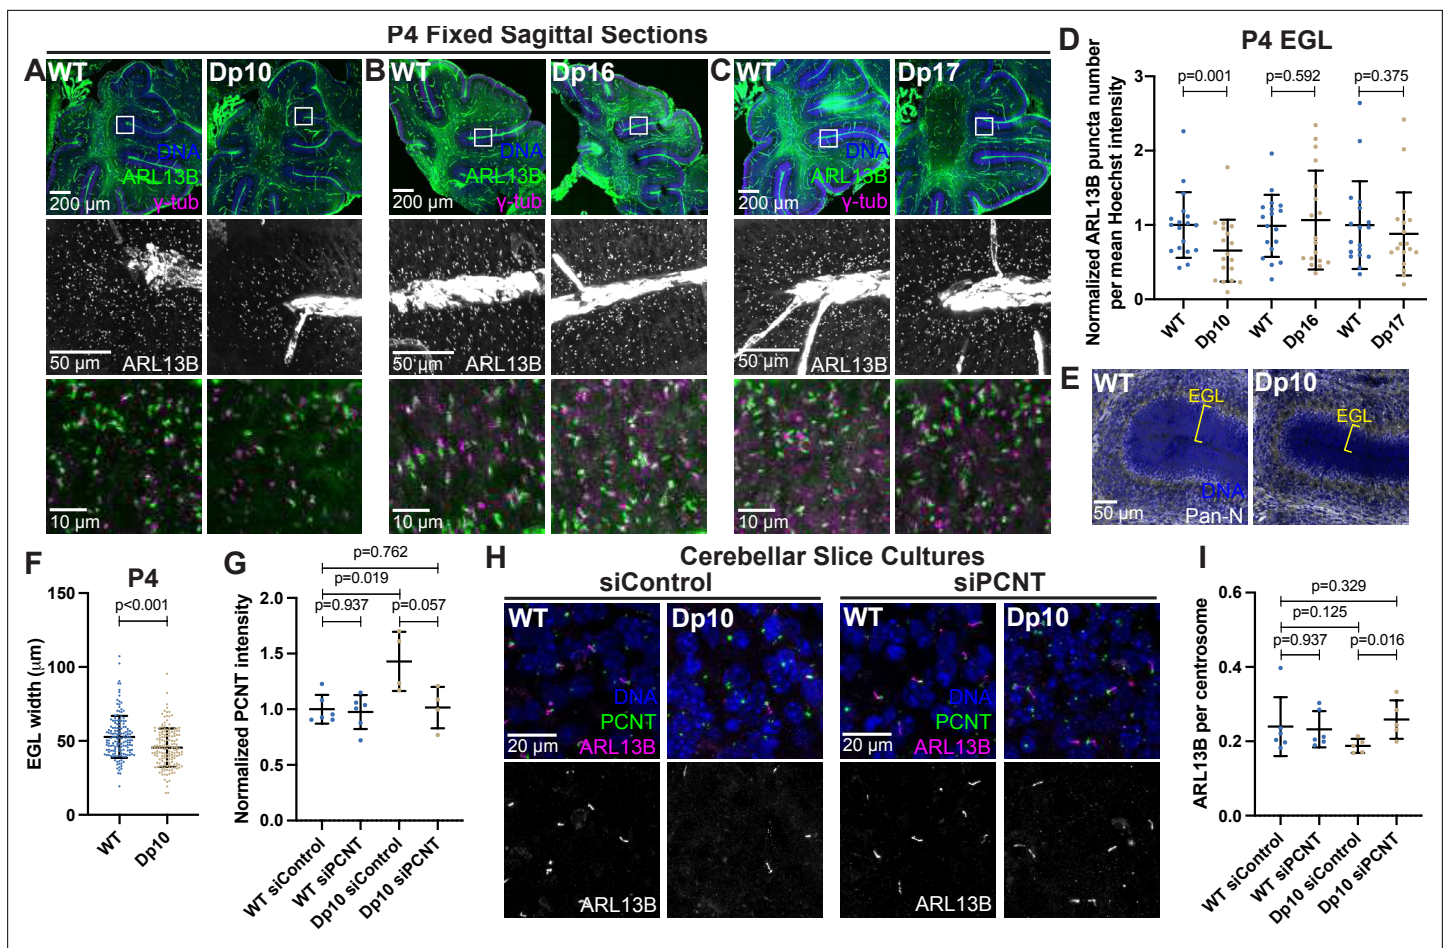 P4 Fixed Sagittal Sections
A
WT
Dp10
DNA
ARL13B
γ-tub
200 µm
ARL13B
50 µm
10 µm
B
WT
Dp16
DNA
ARL13B
γ-tub
200 µm
ARL13B
50 µm
10 µm
C
WT
Dp17
DNA
ARL13B
γ-tub
200 µm
ARL13B
50 µm
10 µm
D
P4 EGL
Normalized ARL13B puncta number
per mean Hoechst intensity
3
2
1
0
p=0.001
p=0.592
p=0.375
WT
Dp10
WT
Dp16
WT
Dp17
E
WT
Dp10
EGL
EGL
DNA
Pan-N
50 µm
F
P4
EGL width (µm)
150
100
50
0
p<0.001
WT
Dp10
G
Normalized PCNT intensity
2.0
1.5
1.0
0.5
0.0
p=0.762
p=0.019
p=0.937
p=0.057
WT siControl
WT siPCNT
Dp10 siControl
Dp10 siPCNT
H
Cerebellar Slice Cultures
siControl
siPCNT
WT
Dp10
WT
Dp10
DNA
PCNT
ARL13B
20 µm
DNA
PCNT
ARL13B
20 µm
ARL13B
ARL13B
I
ARL13B per centrosome
0.6
0.4
0.2
0.0
p=0.329
p=0.125
p=0.937
p=0.016
WT siControl
WT siPCNT
Dp10 siControl
Dp10 siPCNT